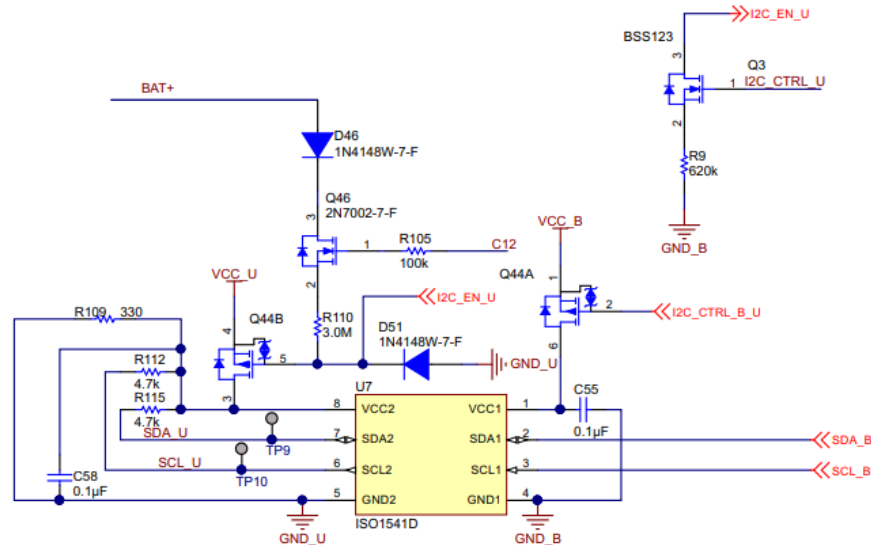 I2C_EN_U
BSS123
3
Q3
1
I2C_CTRL_U
BAT+
2
D46
1N4148W-7-F
R9
620k
Q46
2N7002-7-F
3
VCC_B
GND_B
1
R105
C12
100k
2
VCC_U
Q44A
1
2
I2C_EN_U
I2C_CTRL_B_U
R109
330
Q44B
R110
3.0M
D51
1N4148W-7-F
6
4
5
GND_U
R112
4.7k
3
U7
C55
R115
4.7k
8
VCC2
VCC1
1
0.1µF
SDA_U
TP9
7
SDA2
SDA1
2
SDA_B
SCL_U
TP10
6
SCL2
SCL1
3
SCL_B
C58
0.1µF
5
GND2
GND1
4
GND_U
ISO1541D
GND_B